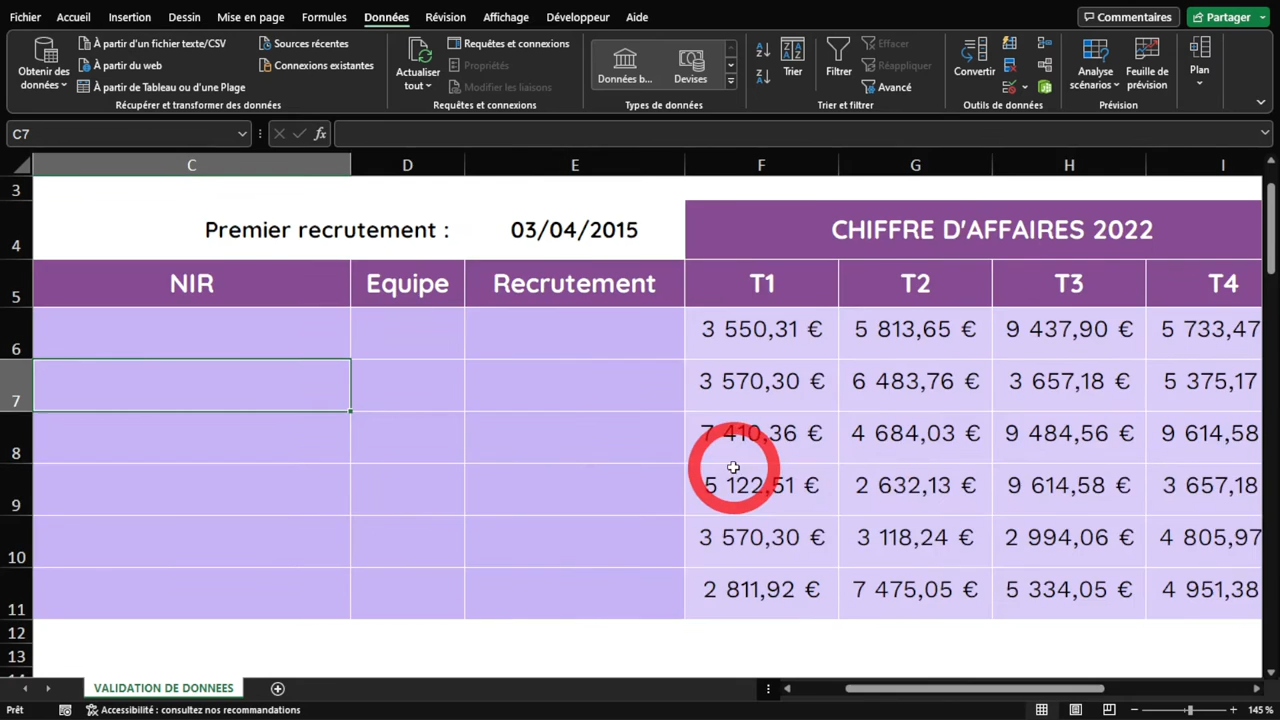 Fichier Accueil Insertion Dessin Mise en page Formules Données Révision Affichage Développeur Aide Commentaires Partager
À partir d'un fichier texte/CSV Sources récentes Requêtes et connexions Effacer
À partir du web Connexions existantes Propriétés Réappliquer
À partir de Tableau ou d'une Plage Modifier les liaisons Avancé
Obtenir des données Actualiser tout Données b... Devises Trier Filtrer Convertir Analyse scénarios Feuille de prévision Plan
Récupérer et transformer des données Requêtes et connexions Types de données Trier et filtrer Outils de données Prévision
C7 fx
C D E F G H I
3
4 Premier recrutement : 03/04/2015 CHIFFRE D'AFFAIRES 2022
5 NIR Equipe Recrutement T1 T2 T3 T4
6 3 550,31 € 5 813,65 € 9 437,90 € 5 733,47
7 3 570,30 € 6 483,76 € 3 657,18 € 5 375,17
8 7 410,36 € 4 684,03 € 9 484,56 € 9 614,58
9 5 122,51 € 2 632,13 € 9 614,58 € 3 657,18
10 3 570,30 € 3 118,24 € 2 994,06 € 4 805,97
11 2 811,92 € 7 475,05 € 5 334,05 € 4 951,38
12
13
VALIDATION DE DONNEES
Prêt Accessibilité : consultez nos recommandations 145 %